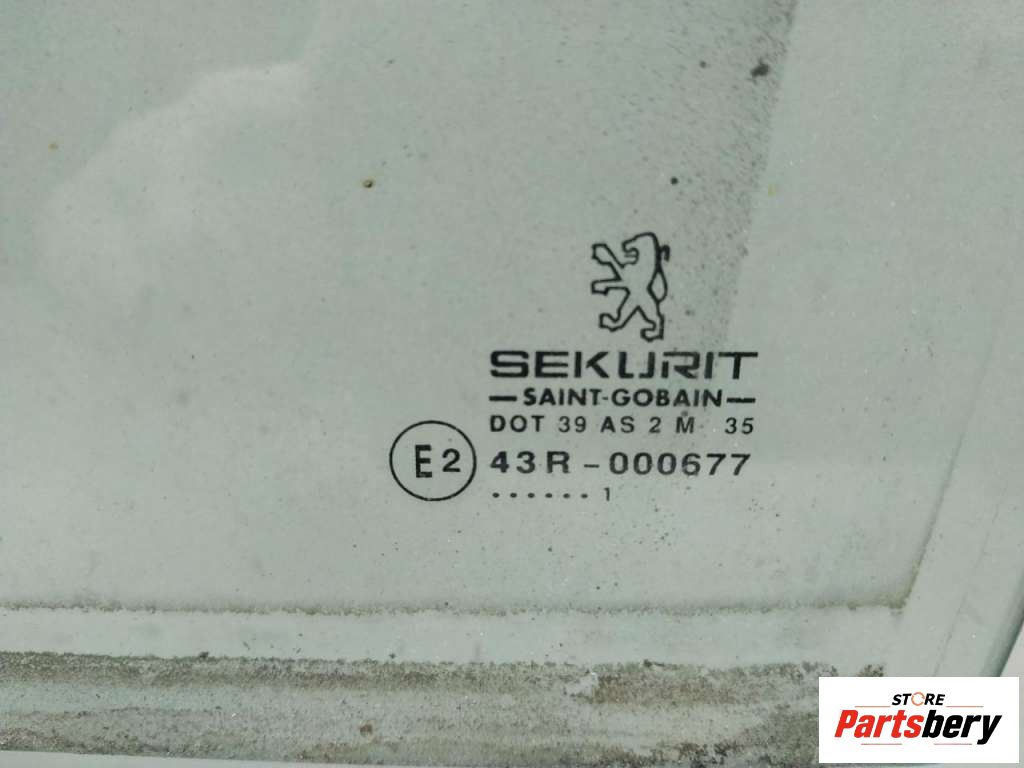 SEKURIT
—SAINT-GOBAIN—
DOT 39 AS 2 M 35
E2 43R-000677
...... 1
STORE
Partsbery